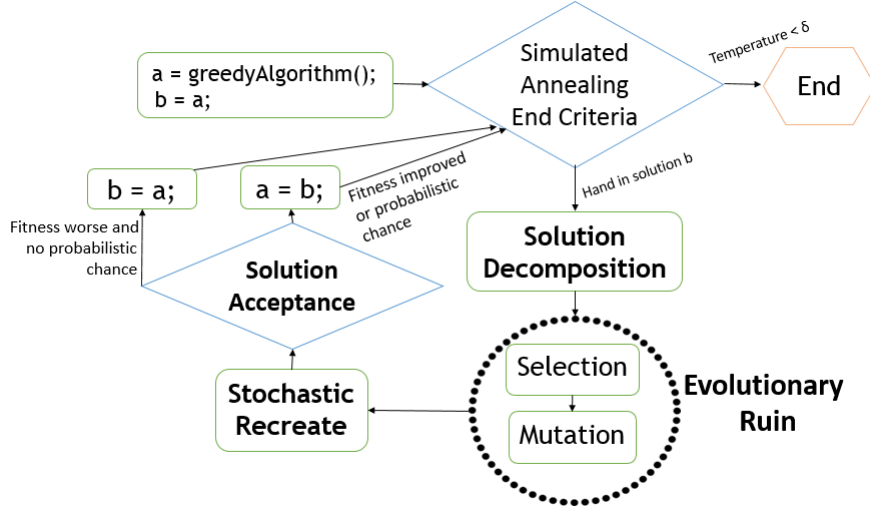 a = greedyAlgorithm();
b = a;
Simulated
Annealing
End Criteria
Temperature < δ
End
Hand in solution b
b = a;
a = b;
Fitness improved
or probabilistic
chance
Fitness worse and
no probabilistic
chance
Solution
Acceptance
Solution
Decomposition
Selection
Mutation
Evolutionary
Ruin
Stochastic
Recreate